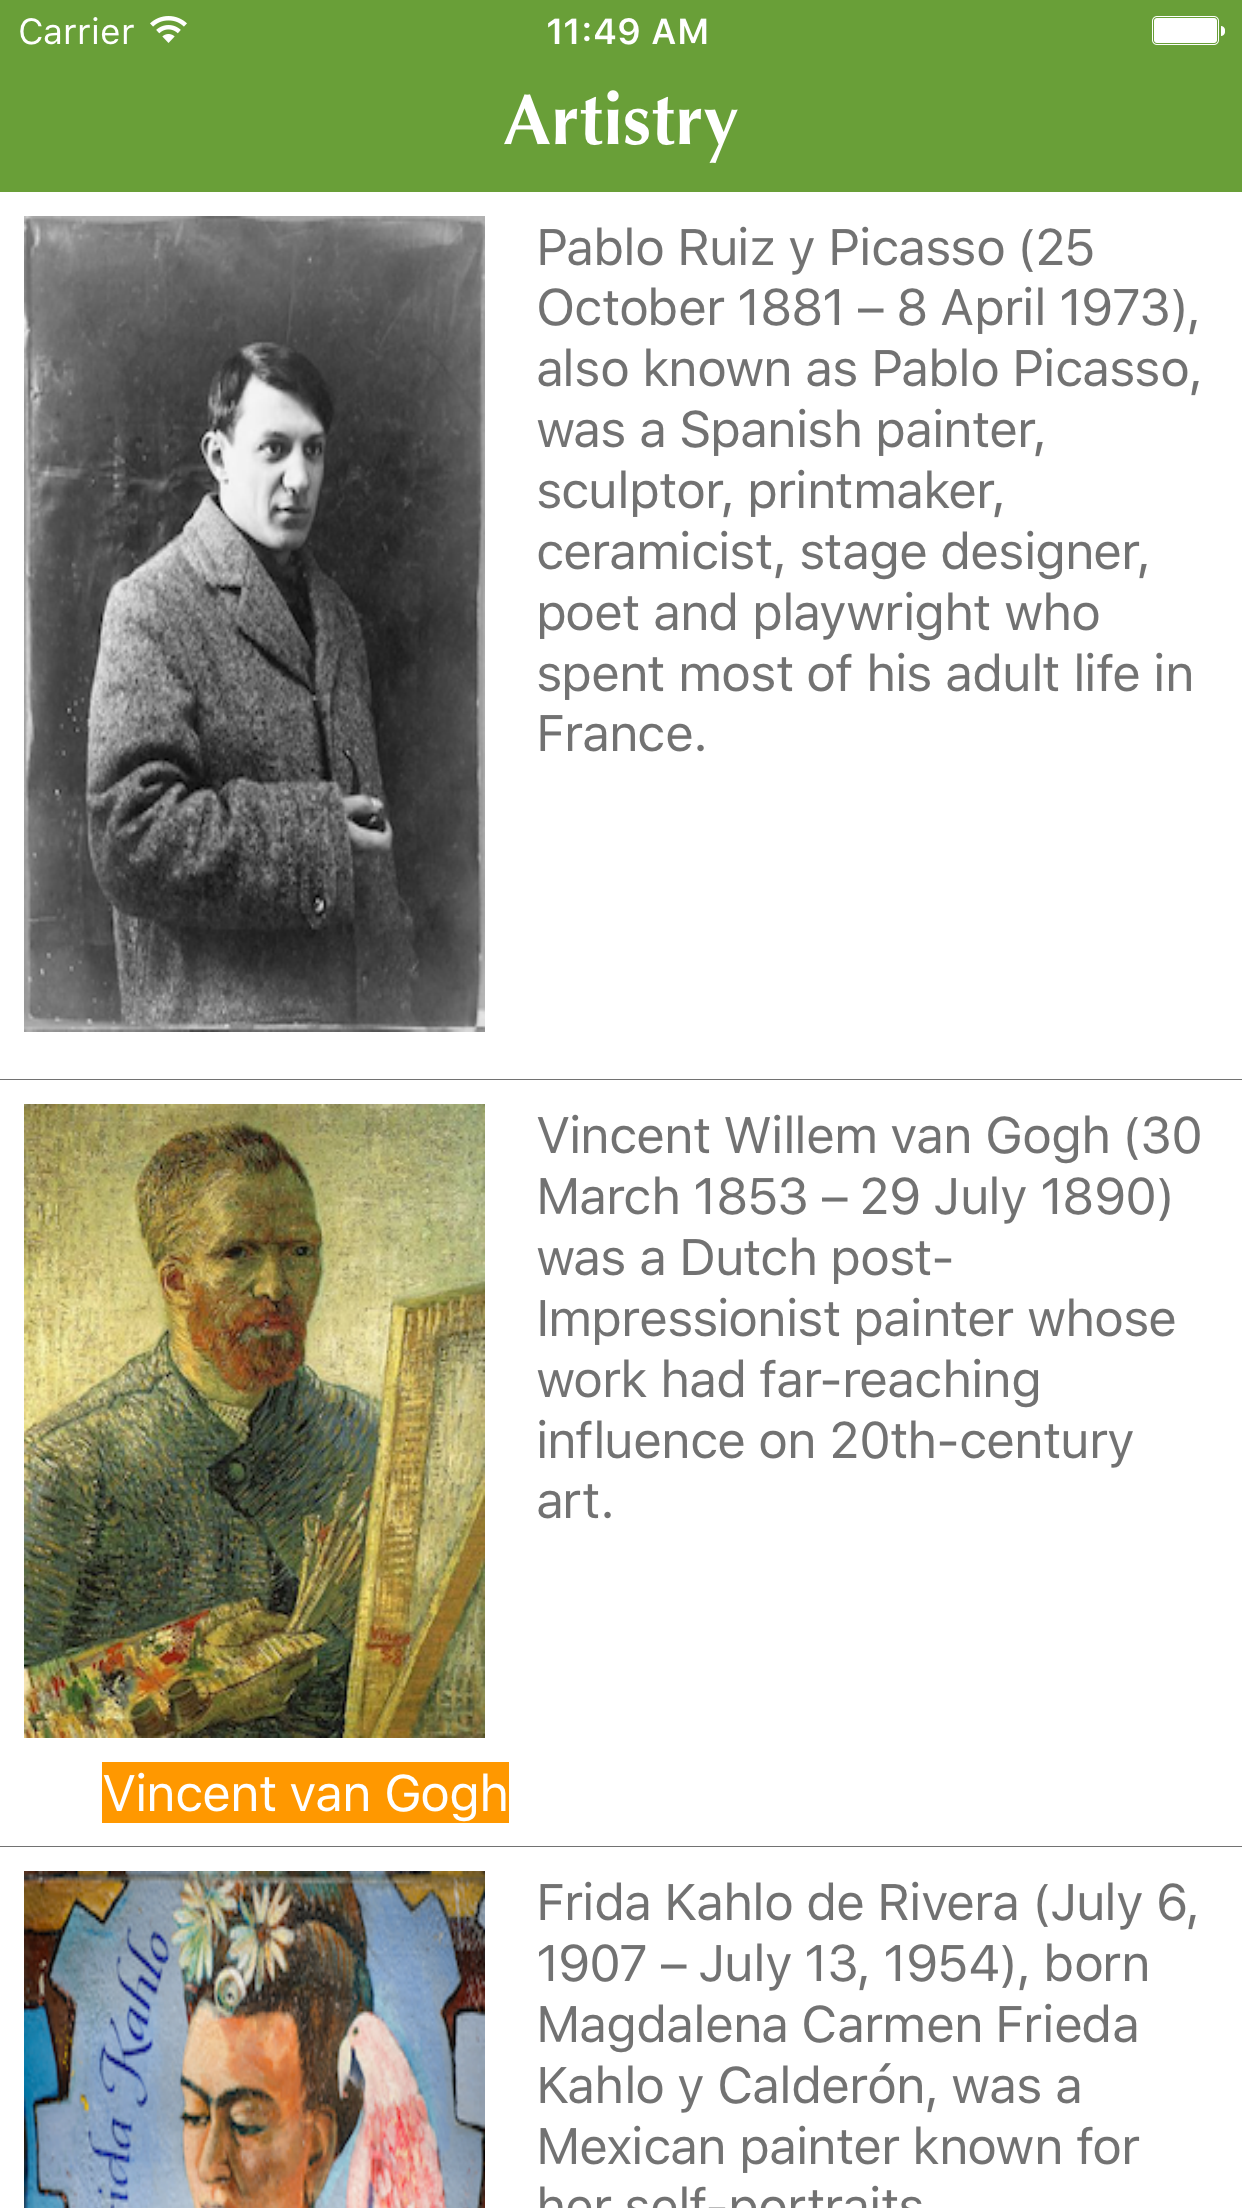 Carrier
11:49 AM
Artistry
Pablo Ruiz y Picasso (25
October 1881 – 8 April 1973),
also known as Pablo Picasso,
was a Spanish painter,
sculptor, printmaker,
ceramicist, stage designer,
poet and playwright who
spent most of his adult life in
France.
Vincent Willem van Gogh (30
March 1853 – 29 July 1890)
was a Dutch post-
Impressionist painter whose
work had far-reaching
influence on 20th-century
art.
Vincent van Gogh
Frida Kahlo de Rivera (July 6,
1907 – July 13, 1954), born
Magdalena Carmen Frieda
Kahlo y Calderón, was a
Mexican painter known for
her self-portraits
ida Kahlo